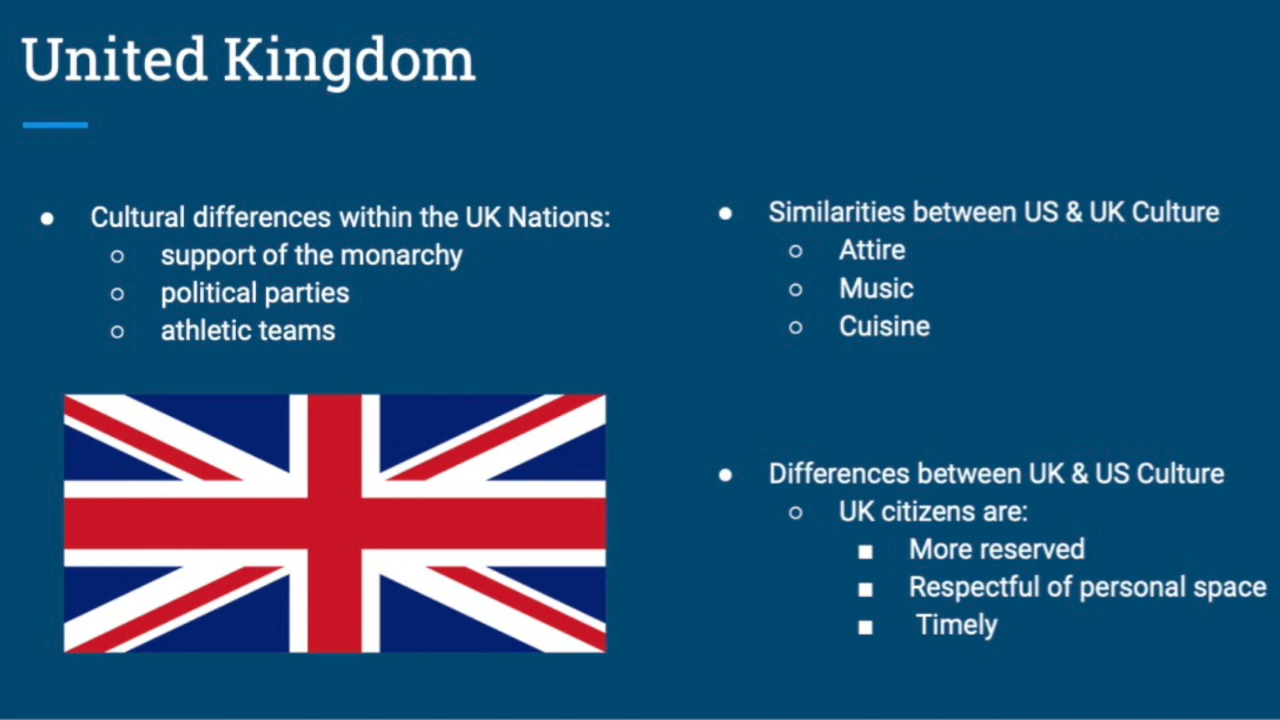 United Kingdom
● Cultural differences within the UK Nations:
○ support of the monarchy
○ political parties
○ athletic teams
● Similarities between US & UK Culture
○ Attire
○ Music
○ Cuisine
● Differences between UK & US Culture
○ UK citizens are:
■ More reserved
■ Respectful of personal space
■ Timely